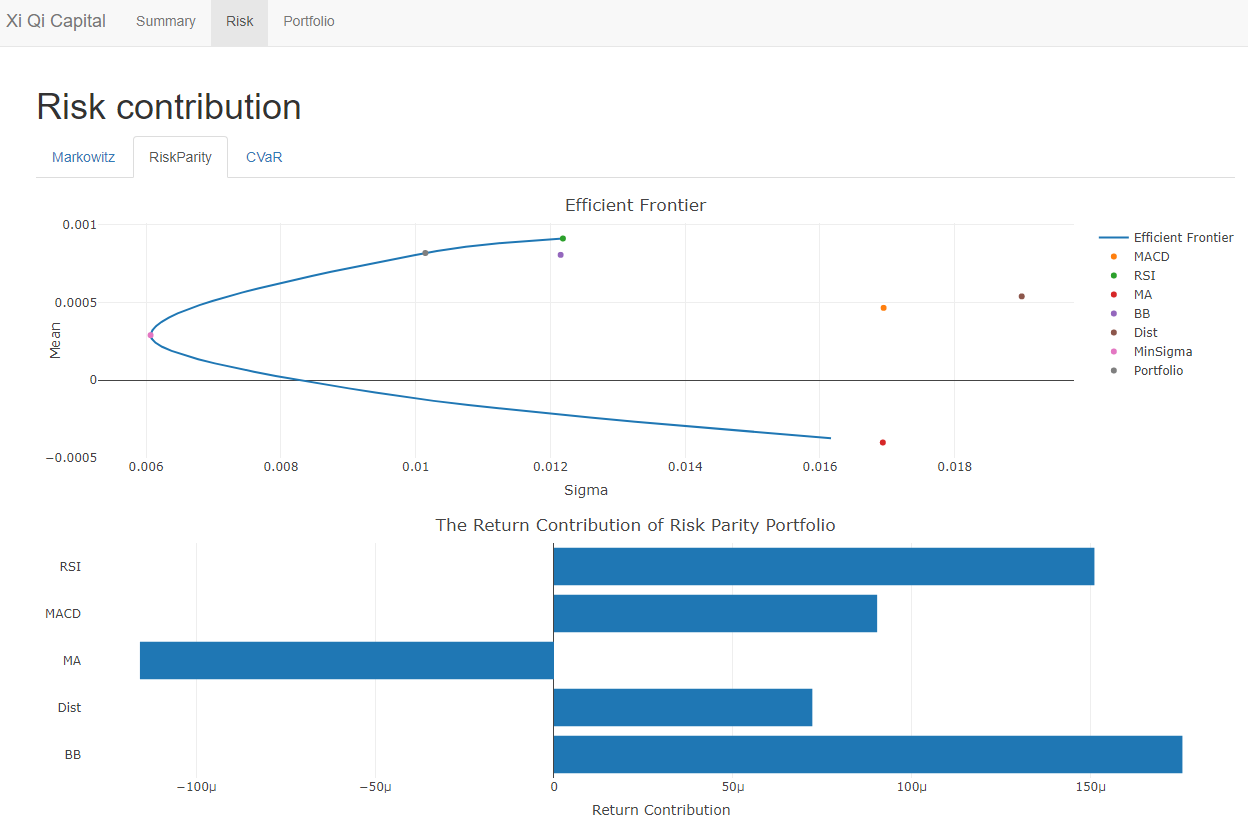 Xi Qi Capital Summary Risk Portfolio
Risk contribution
Markowitz RiskParity CVaR
Efficient Frontier
0.001
0.0005
0
−0.0005
Mean
0.006 0.008 0.01 0.012 0.014 0.016 0.018
Sigma
Efficient Frontier
MACD
RSI
MA
BB
Dist
MinSigma
Portfolio
The Return Contribution of Risk Parity Portfolio
RSI
MACD
MA
Dist
BB
−100μ −50μ 0 50μ 100μ 150μ
Return Contribution